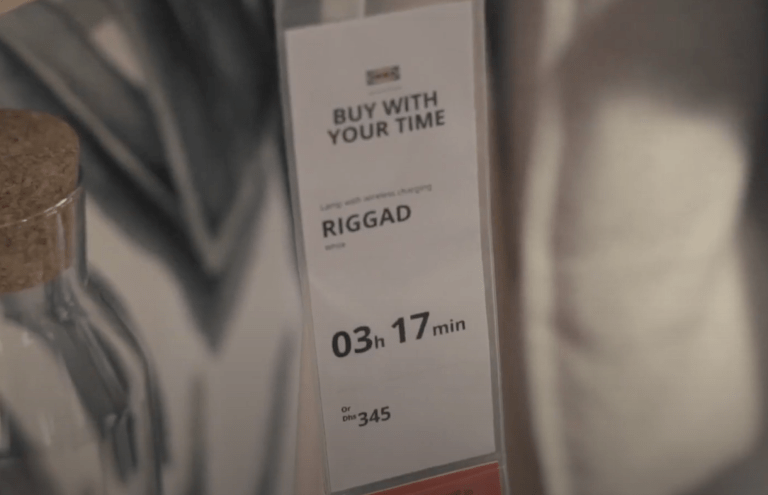 BUY WITH
YOUR TIME
Lamp with wireless charging
RIGGAD
white
03h 17min
Or
Dhs 345